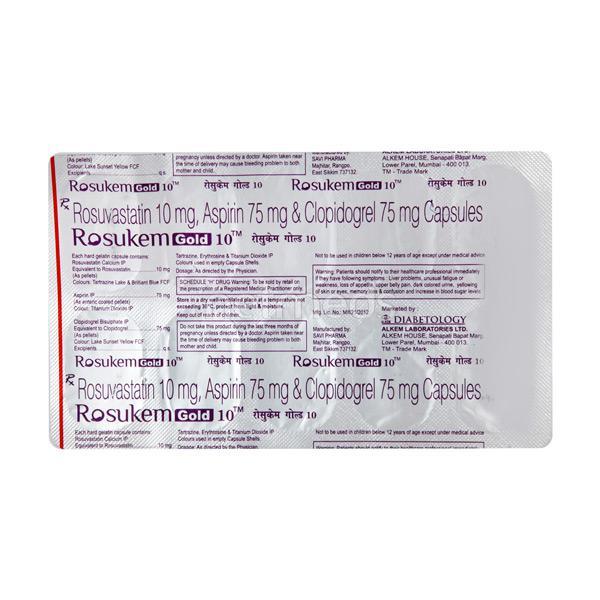 (As pellets)
Colour: Lake Sunset Yellow FCF
Excipients q.s.
pregnancy unless directed by a doctor. Aspirin taken near
the time of delivery may cause bleeding problem to both
mother and child.
SAVI PHARMA
Majhitar, Rangpo,
East Sikkim 737132
ALKEM LABORATORIES LTD.
ALKEM HOUSE, Senapati Bapat Marg,
Lower Parel, Mumbai - 400 013.
TM - Trade Mark
Rosukem Gold 10™ रोसुकेम गोल्ड 10 Rosukem Gold 10™ रोसुकेम गोल्ड 10
Rx
Rosuvastatin 10 mg, Aspirin 75 mg & Clopidogrel 75 mg Capsules
Rosukem Gold 10™ रोसुकेम गोल्ड 10
Each hard gelatin capsule contains:
Rosuvastatin Calcium IP
Equivalent to Rosuvastatin 10 mg
(As pellets)
Colours: Tartrazine Lake & Brilliant Blue FCF
Aspirin IP 75 mg
(As enteric coated pellets)
Colour: Titanium Dioxide IP
Clopidogrel Bisulphate IP
Equivalent to Clopidogrel 75 mg
(As pellets)
Colour: Lake Sunset Yellow FCF
Excipients q.s.
Tartrazine, Erythrosine & Titanium Dioxide IP
Colours used in empty Capsule Shells.
Dosage: As directed by the Physician.
SCHEDULE 'H' DRUG Warning: To be sold by retail on
the prescription of a Registered Medical Practitioner only.
Store in a dry well-ventilated place at a temperature not
exceeding 30°C, protect from light & moisture.
Keep out of reach of children.
Do not take this product during the last three months of
pregnancy unless directed by a doctor. Aspirin taken near
the time of delivery may cause bleeding problem to both
mother and child.
Not to be used in children below 12 years of age except under medical advice
Warning: Patients should notify to their healthcare professional immediately
if they have following symptoms : Liver problems, unusual fatigue or
weakness, loss of appetite, upper belly pain, dark colored urine, yellowing
of skin or eyes, memory loss & confusion and increase in blood sugar levels
Mfg. Lic. No.:
Manufactured by:
SAVI PHARMA
Majhitar, Rangpo,
East Sikkim 737132
Marketed by :
DIABETOLOGY
ALKEM LABORATORIES LTD.
ALKEM HOUSE, Senapati Bapat Marg,
Lower Parel, Mumbai - 400 013.
TM - Trade Mark
Rosukem Gold 10™ रोसुकेम गोल्ड 10 Rosukem Gold 10™ रोसुकेम गोल्ड 10
Rx
Rosuvastatin 10 mg, Aspirin 75 mg & Clopidogrel 75 mg Capsules
Rosukem Gold 10™ रोसुकेम गोल्ड 10
Each hard gelatin capsule contains:
Rosuvastatin Calcium IP
Equivalent to Rosuvastatin 10 mg
Tartrazine, Erythrosine & Titanium Dioxide IP
Colours used in empty Capsule Shells.
Dosage: As directed by the Physician.
Not to be used in children below 12 years of age except under medical advice